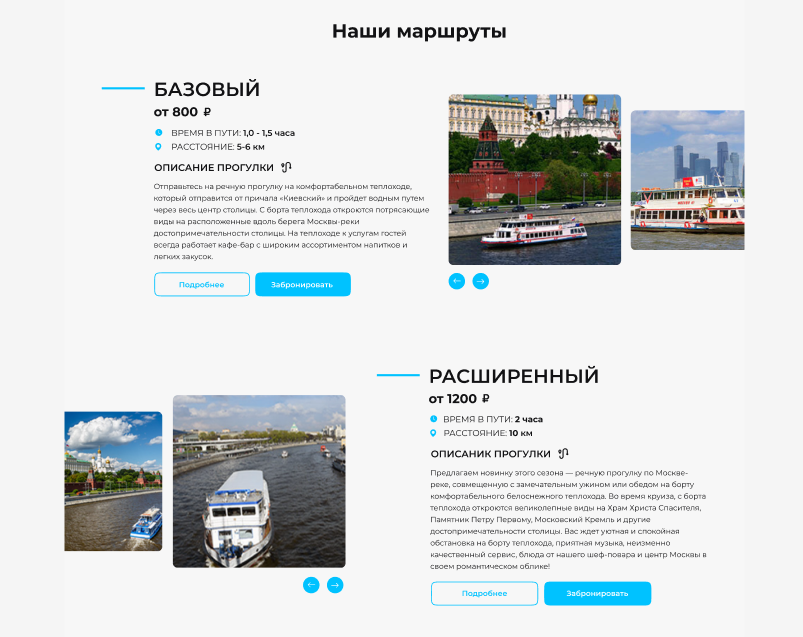 Наши маршруты
БАЗОВЫЙ
от 800 ₽
ВРЕМЯ В ПУТИ: 1,0 - 1,5 часа
РАССТОЯНИЕ: 5-6 км
ОПИСАНИЕ ПРОГУЛКИ
Отправьтесь на речную прогулку на комфортабельном теплоходе,
который отправится от причала «Киевский» и пройдет водным путем
через весь центр столицы. С борта теплохода откроются потрясающие
виды на расположенные вдоль берега Москвы-реки
достопримечательности столицы. На теплоходе к услугам гостей
всегда работает кафе-бар с широким ассортиментом напитков и
легких закусок.
Подробнее
Забронировать
РАСШИРЕННЫЙ
от 1200 ₽
ВРЕМЯ В ПУТИ: 2 часа
РАССТОЯНИЕ: 10 км
ОПИСАНИК ПРОГУЛКИ
Предлагаем новинку этого сезона — речную прогулку по Москве-
реке, совмещенную с замечательным ужином или обедом на борту
комфортабельного белоснежного теплохода. Во время круиза, с борта
теплохода откроются великолепные виды на Храм Христа Спасителя,
Памятник Петру Первому, Московский Кремль и другие
достопримечательности столицы. Вас ждет уютная и спокойная
обстановка на борту теплохода, приятная музыка, неизменно
качественный сервис, блюда от нашего шеф-повара и центр Москвы в
своем романтическом облике!
Подробнее
Забронировать